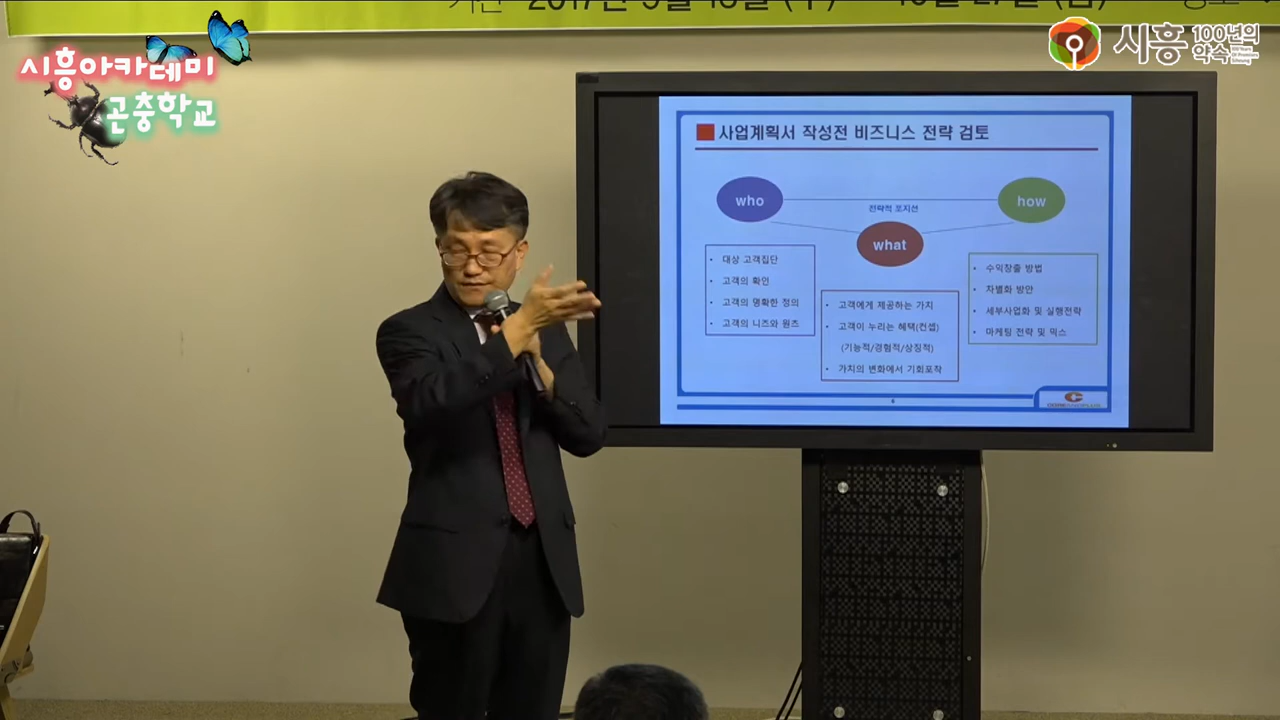 시흥아카데미
곤충학교
시흥 100년의
약속
사업계획서 작성전 비즈니스 전략 검토
who
how
전략적 포지션
what
• 대상 고객집단
• 고객의 확인
• 고객의 명확한 정의
• 고객의 니즈와 원츠
• 고객에게 제공하는 가치
• 고객이 누리는 혜택(컨셉)
(기능적/경험적/상징적)
• 가치의 변화에서 기회포착
• 수익창출 방법
• 차별화 방안
• 세부사업화 및 실행전략
• 마케팅 전략 및 믹스